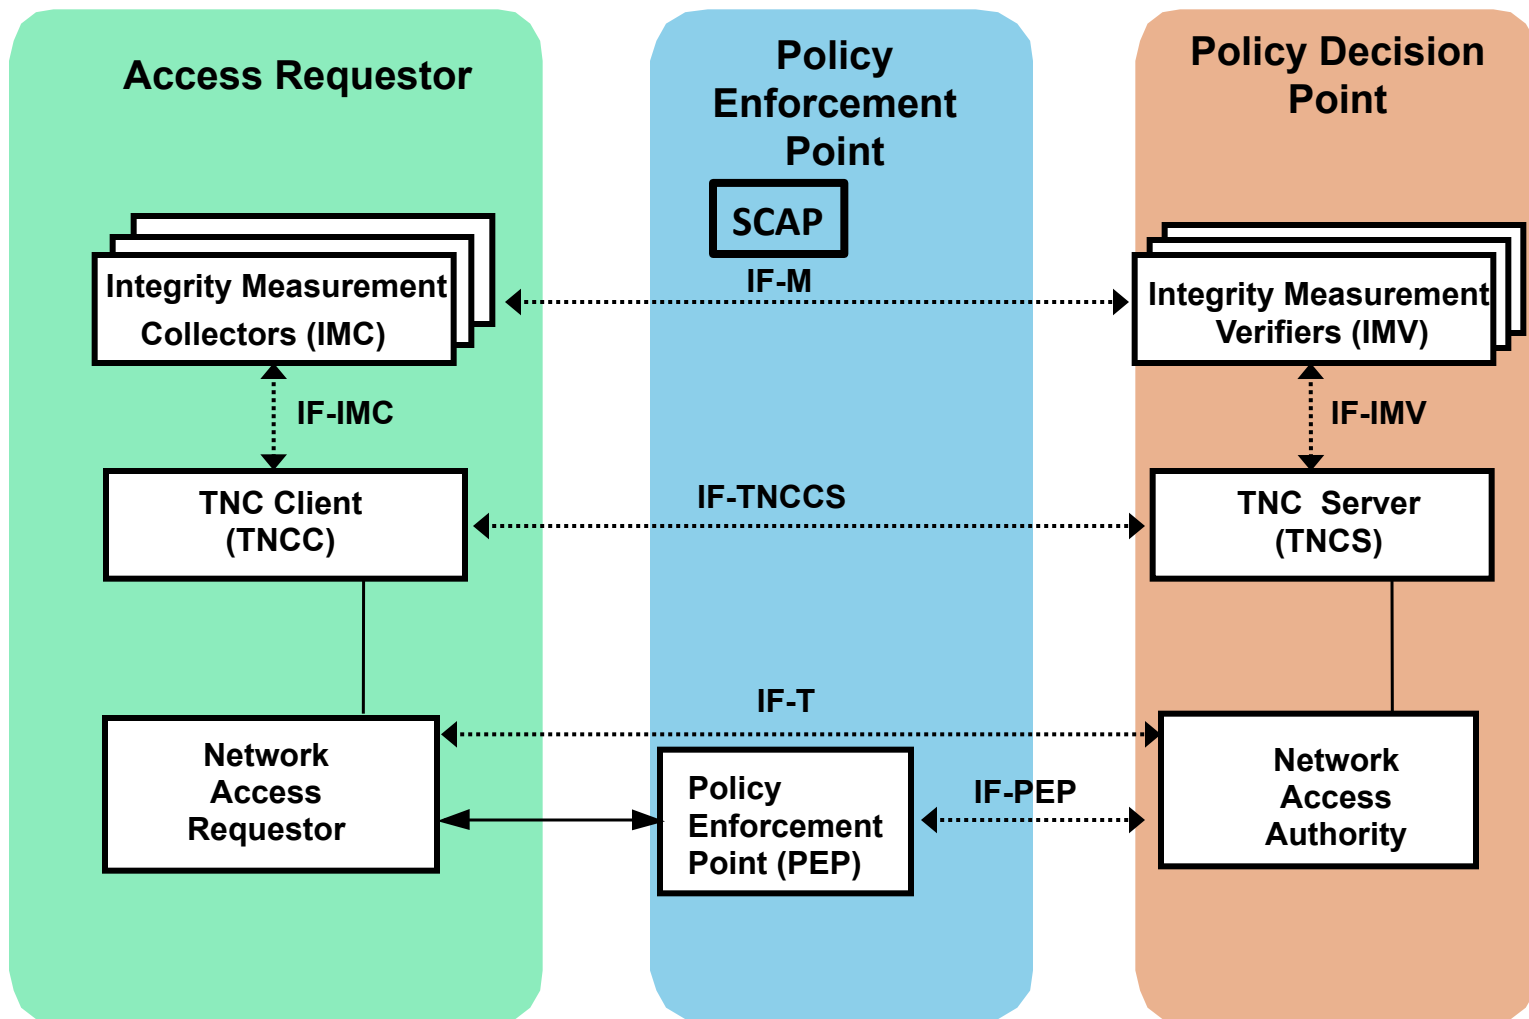 Access Requestor
Policy
Enforcement
Point
Policy Decision
Point
SCAP
IF-M
Integrity Measurement
Collectors (IMC)
Integrity Measurement
Verifiers (IMV)
IF-IMC
IF-IMV
TNC Client
(TNCC)
IF-TNCCS
TNC Server
(TNCS)
IF-T
Network
Access
Requestor
Policy
Enforcement
Point (PEP)
IF-PEP
Network
Access
Authority